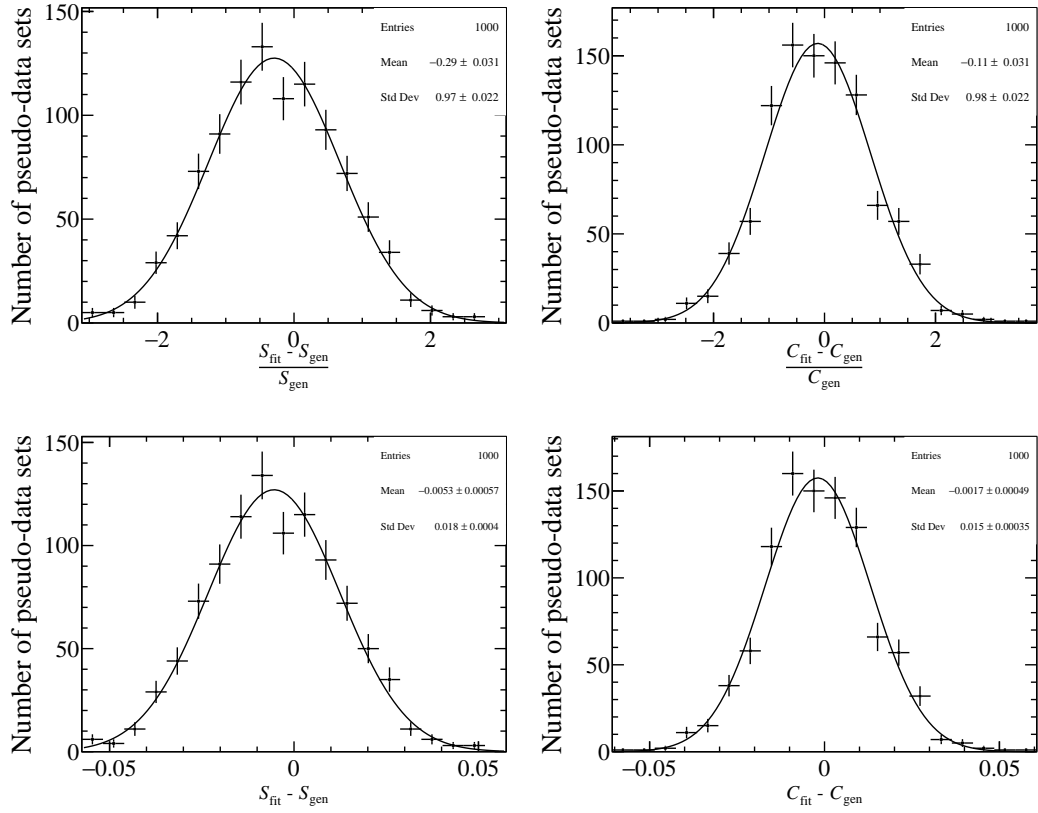 Number of pseudo-data sets
150
100
50
0
Entries 1000
Mean −0.29 ± 0.031
Std Dev 0.97 ± 0.022
−2 0 2
S_fit - S_gen
S_gen
Number of pseudo-data sets
150
100
50
0
Entries 1000
Mean −0.11 ± 0.031
Std Dev 0.98 ± 0.022
−2 0 2
C_fit - C_gen
C_gen
Number of pseudo-data sets
150
100
50
0
Entries 1000
Mean −0.0053 ± 0.00057
Std Dev 0.018 ± 0.0004
−0.05 0 0.05
S_fit - S_gen
Number of pseudo-data sets
150
100
50
0
Entries 1000
Mean −0.0017 ± 0.00049
Std Dev 0.015 ± 0.00035
−0.05 0 0.05
C_fit - C_gen